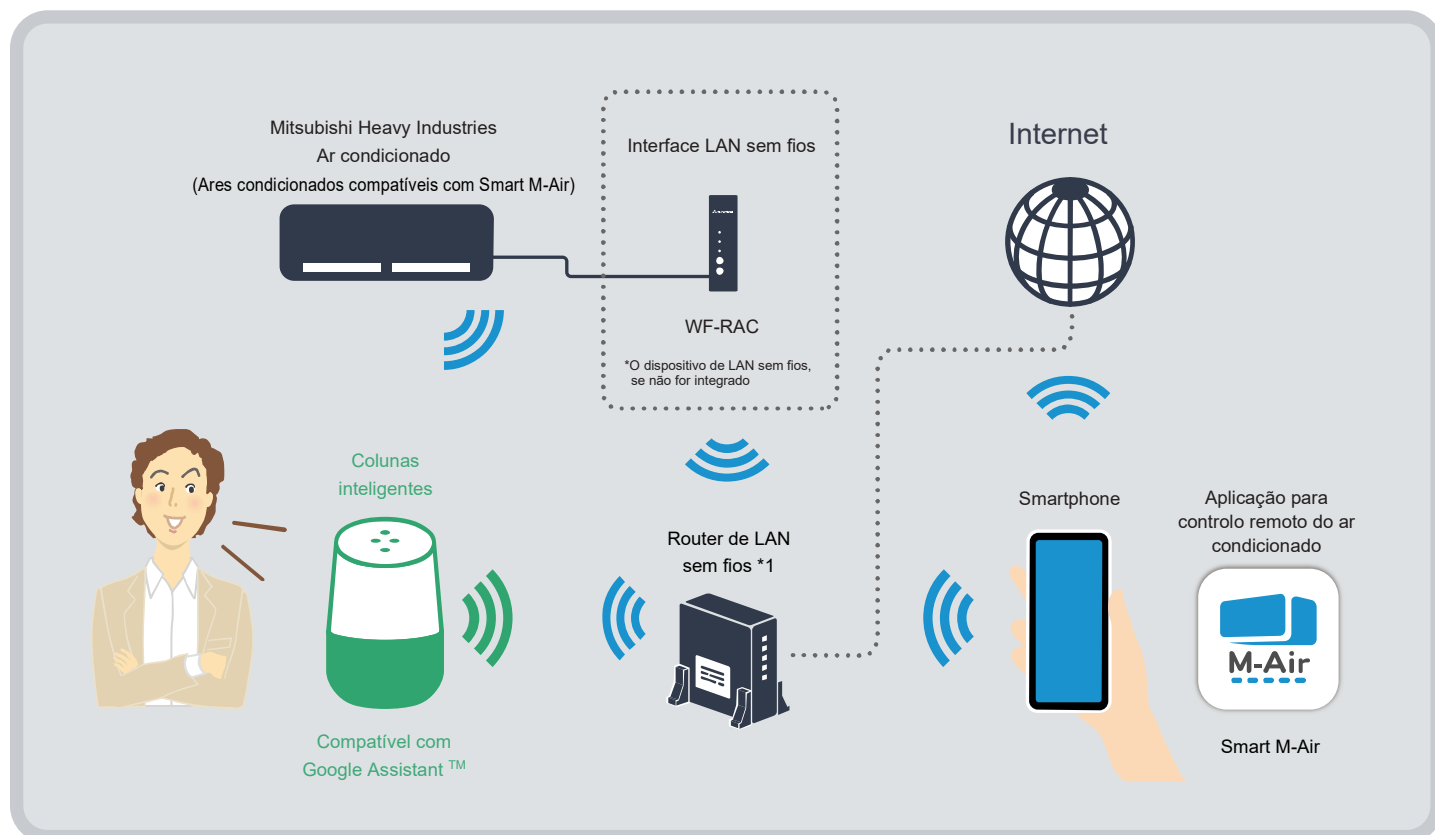 Mitsubishi Heavy Industries
Ar condicionado
(Ares condicionados compatíveis com Smart M-Air)
Interface LAN sem fios
WF-RAC
*O dispositivo de LAN sem fios,
se não for integrado
Internet
Colunas
inteligentes
Compatível com
Google Assistant TM
Router de LAN
sem fios *1
Smartphone
Aplicação para
controlo remoto do ar
condicionado
M-Air
Smart M-Air